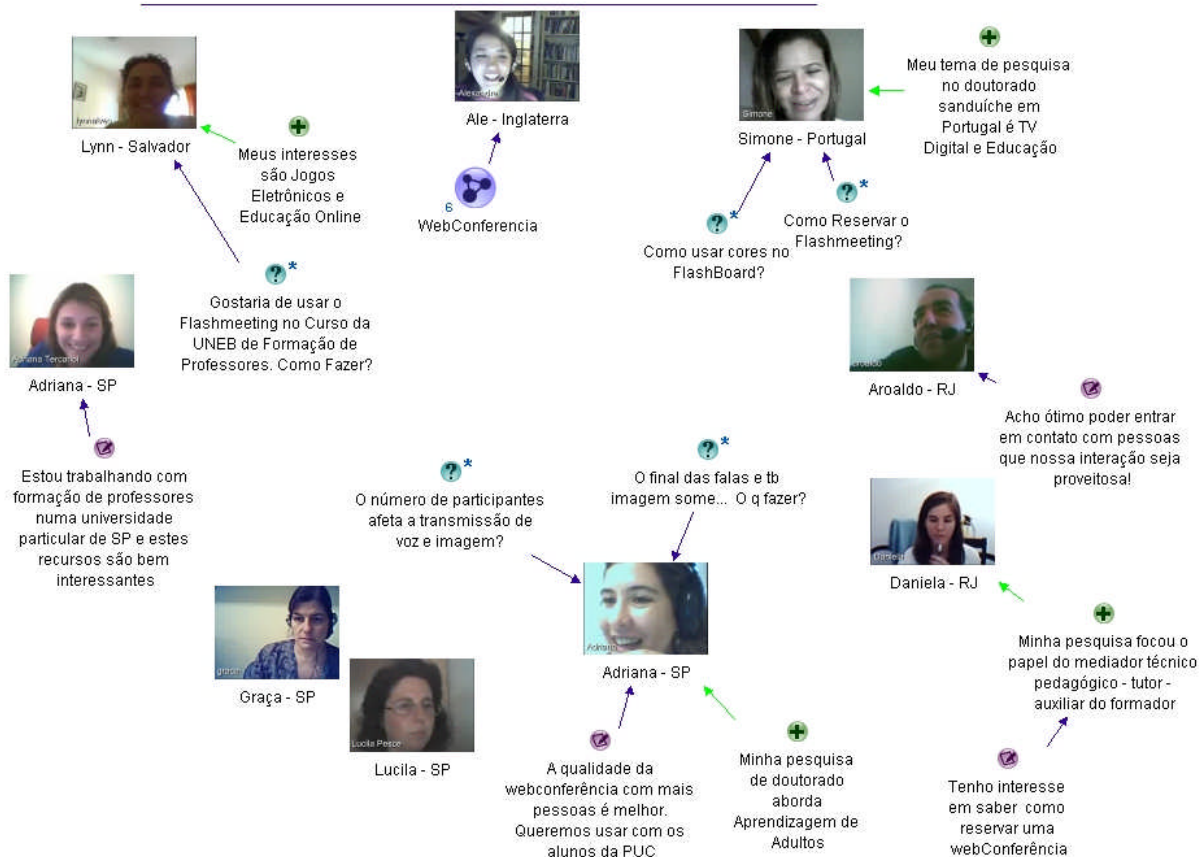 Lynn - Salvador
Meus interesses
são Jogos
Eletrônicos e
Educação Online
Alexandra
Ale - Inglaterra
6
WebConferencia
Simone
Simone - Portugal
Meu tema de pesquisa
no doutorado
sanduíche em
Portugal é TV
Digital e Educação
Como usar cores no
FlashBoard?
Como Reservar o
Flashmeeting?
Gostaria de usar o
Flashmeeting no Curso da
UNEB de Formação de
Professores. Como Fazer?
Adriana - SP
Estou trabalhando com
formação de professores
numa universidade
particular de SP e estes
recursos são bem
interessantes
Aroaldo
Aroaldo - RJ
Acho ótimo poder entrar
em contato com pessoas
que nossa interação seja
proveitosa!
O número de participantes
afeta a transmissão de
voz e imagem?
O final das falas e tb
imagem some... O q fazer?
Daniela
Daniela - RJ
Minha pesquisa focou o
papel do mediador técnico
pedagógico - tutor -
auxiliar do formador
Tenho interesse
em saber como
reservar uma
webConferência
Graça - SP
Lucila Pesce
Lucila - SP
Adriana
Adriana - SP
A qualidade da
webconferência com mais
pessoas é melhor.
Queremos usar com os
alunos da PUC
Minha pesquisa
de doutorado
aborda
Aprendizagem de
Adultos